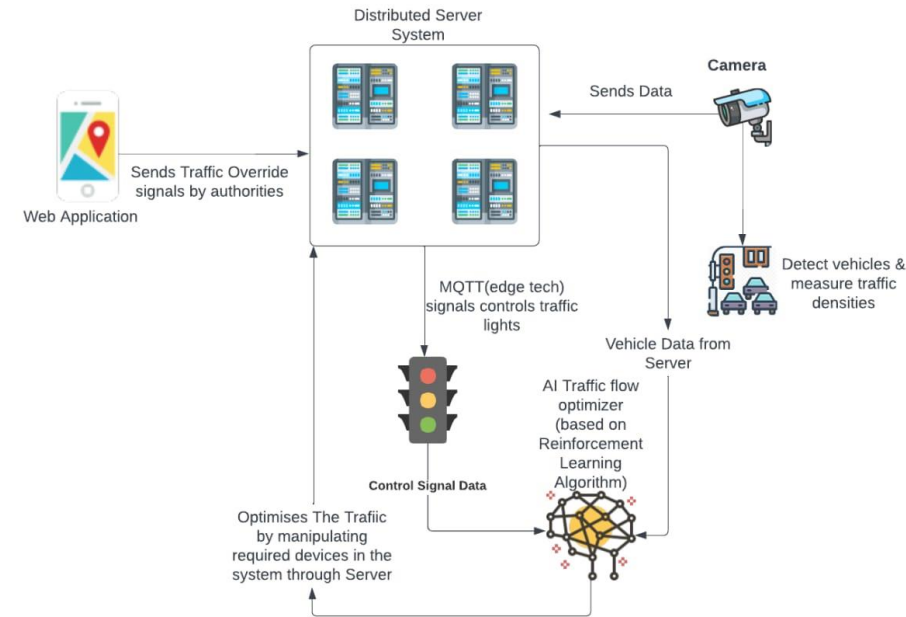 Distributed Server
System
Camera
Sends Data
Sends Traffic Override
signals by authorities
Web Application
Detect vehicles &
measure traffic
densities
MQTT(edge tech)
signals controls traffic
lights
Vehicle Data from
Server
AI Traffic flow
optimizer
(based on
Reinforcement
Learning
Algorithm)
Control Signal Data
Optimises The Trafiic
by manipulating
required devices in the
system through Server